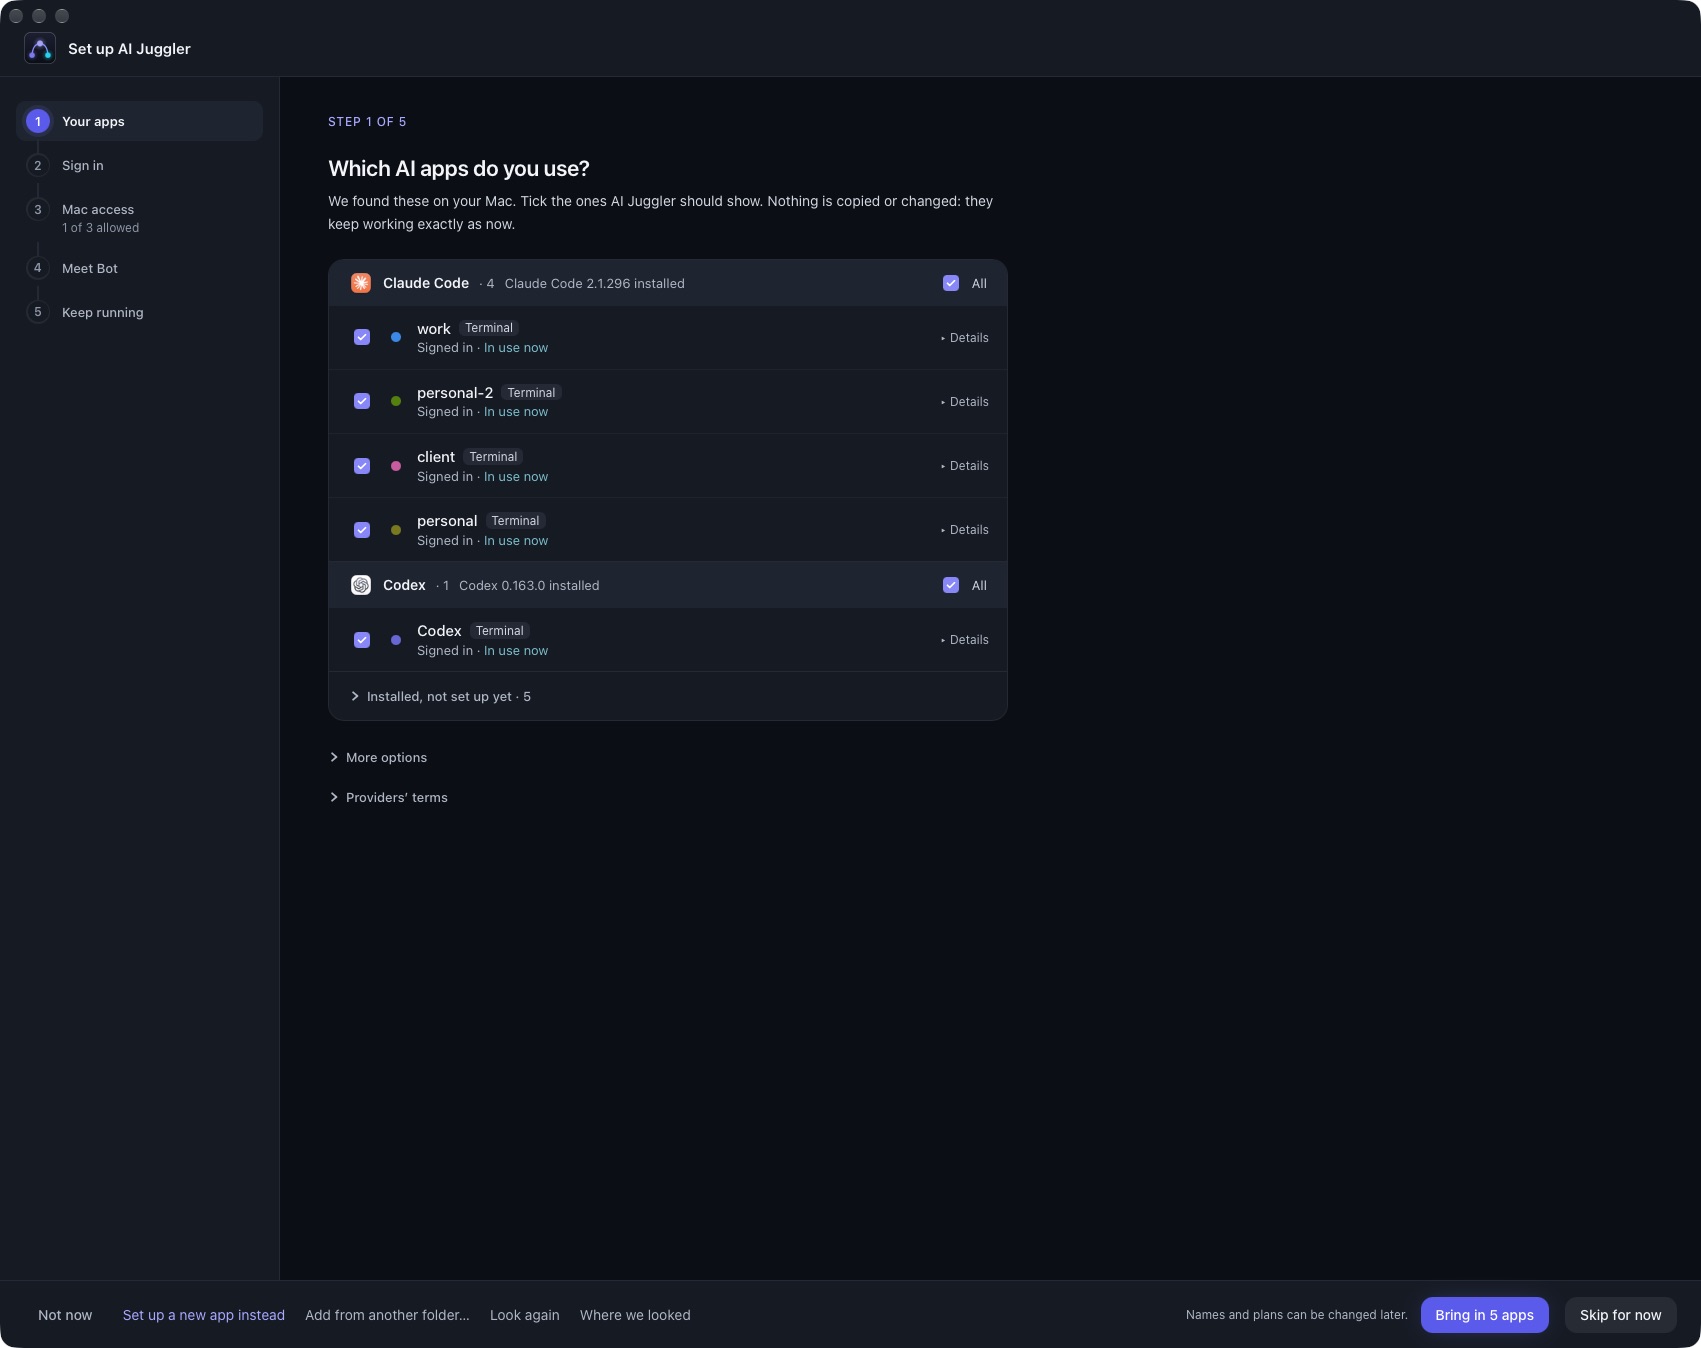 Set up AI Juggler
1 Your apps
2 Sign in
3 Mac access
1 of 3 allowed
4 Meet Bot
5 Keep running
STEP 1 OF 5
Which AI apps do you use?
We found these on your Mac. Tick the ones AI Juggler should show. Nothing is copied or changed: they
keep working exactly as now.
Claude Code · 4 Claude Code 2.1.296 installed All
work Terminal
Signed in · In use now
Details
personal-2 Terminal
Signed in · In use now
Details
client Terminal
Signed in · In use now
Details
personal Terminal
Signed in · In use now
Details
Codex · 1 Codex 0.163.0 installed All
Codex Terminal
Signed in · In use now
Details
Installed, not set up yet · 5
More options
Providers’ terms
Not now Set up a new app instead Add from another folder... Look again Where we looked Names and plans can be changed later. Bring in 5 apps Skip for now